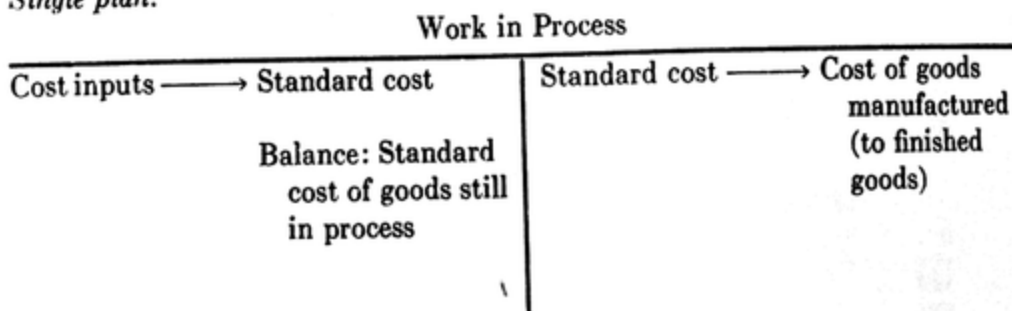 Single plan:
Work in Process
Cost inputs → Standard cost
Standard cost → Cost of goods
manufactured
(to finished
goods)
Balance: Standard
cost of goods still
in process